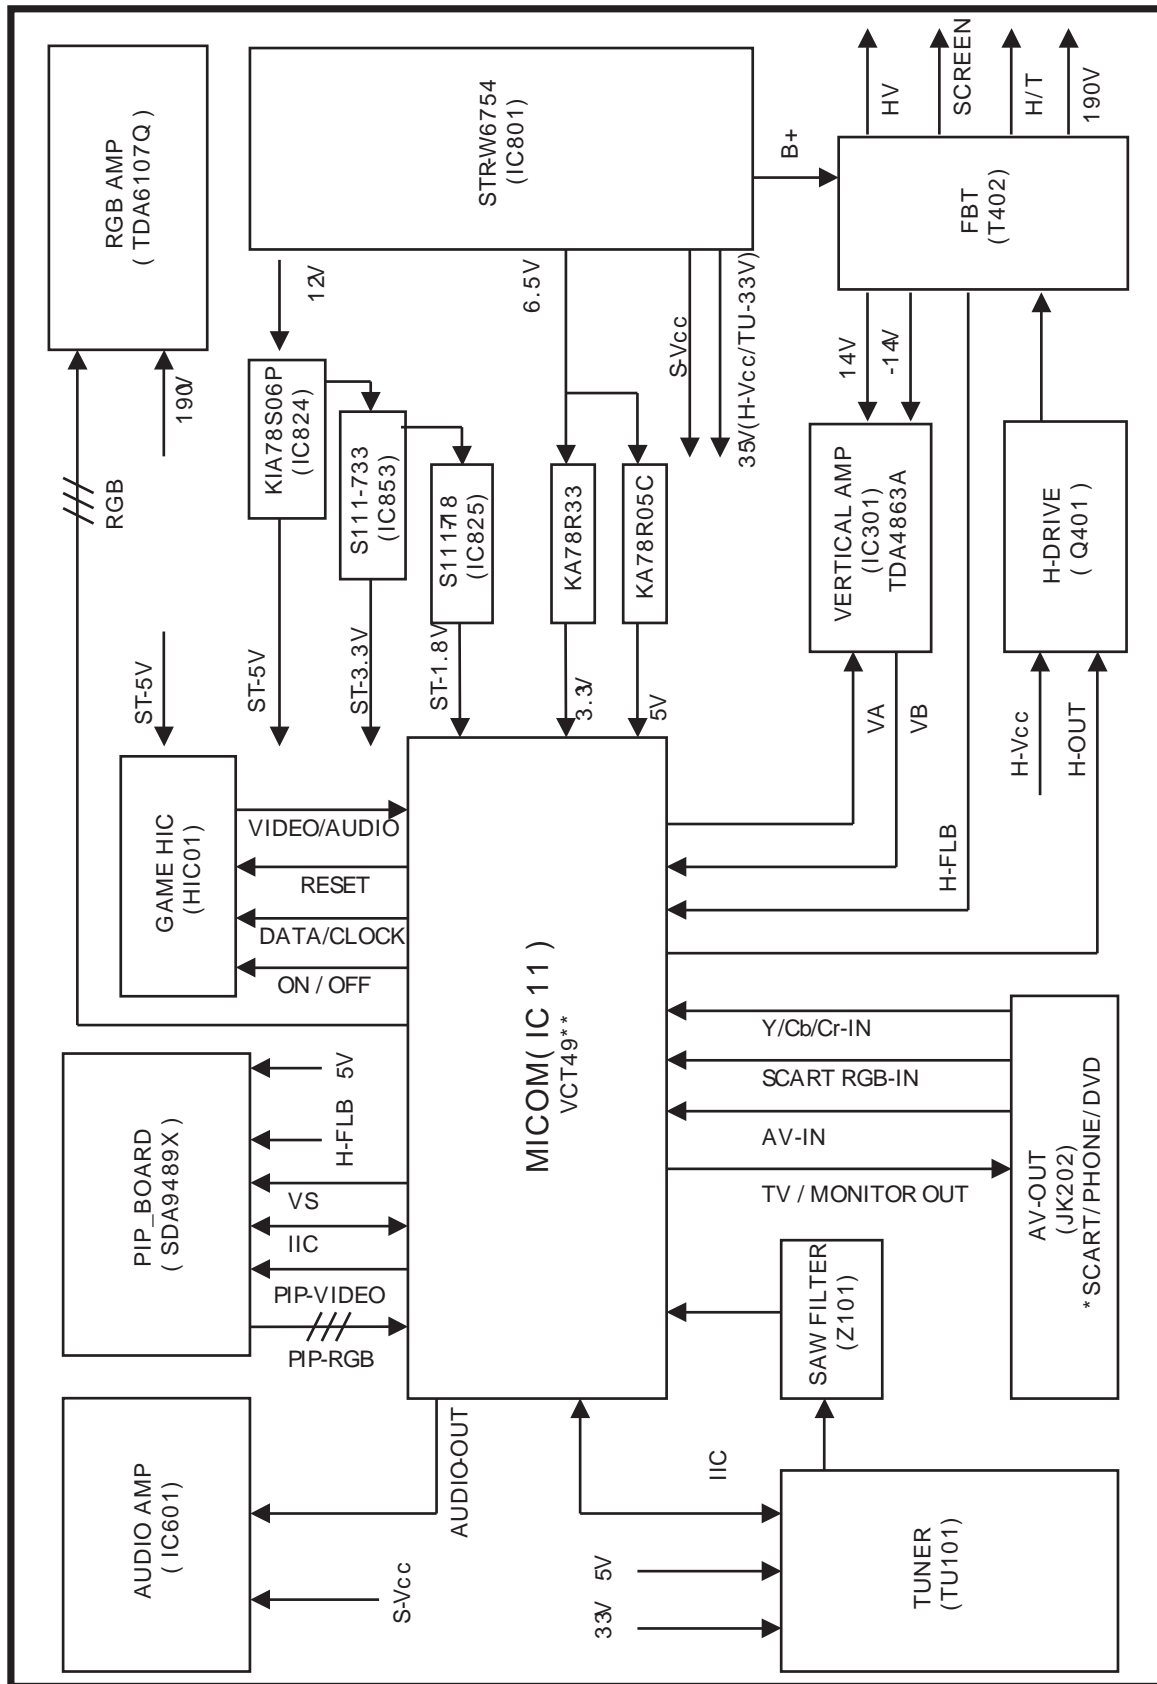 RGB AMP
( TDA6107Q )
190V
RGB
STR-W6754
(IC801)
12V
6.5V
S-Vcc
35V(H-Vcc/TU-33V)
B+
HV
SCREEN
H/T
190V
FBT
(T402)
KIA78S06P
(IC824)
S111-733
(IC853)
S111-718
(IC825)
KA78R33
KA78R05C
14V
-14V
VERTICAL AMP
(IC301)
TDA4863A
H-DRIVE
( Q401 )
ST-5V
ST-5V
ST-3.3V
ST-1.8V
3.3V
5V
VA
VB
H-FLB
H-Vcc
H-OUT
GAME HIC
(HIC01)
VIDEO/AUDIO
RESET
DATA/CLOCK
ON / OFF
MICOM( IC 11 )
VCT49**
PIP_BOARD
( SDA9489X )
5V
H-FLB
VS
IIC
PIP-VIDEO
PIP-RGB
Y/Cb/Cr-IN
SCART RGB-IN
AV-IN
TV / MONITOR OUT
AV-OUT
(JK202)
* SCART/ PHONE/ DVD
SAW FILTER
(Z101)
AUDIO AMP
( IC601)
AUDIO-OUT
S-Vcc
IIC
5V
33V
TUNER
(TU101)